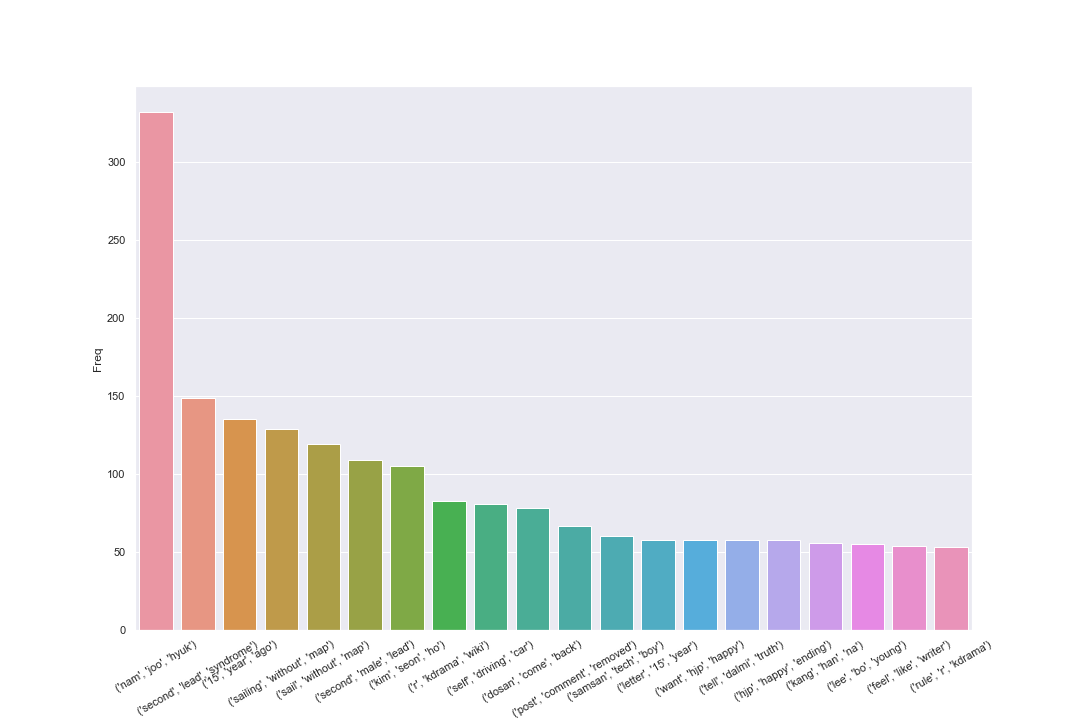 300
250
200
150
100
50
0
Freq
('nam', 'joo', 'hyuk')
('second', 'lead', 'syndrome')
('15', 'year', 'ago')
('sailing', 'without', 'map')
('sail', 'without', 'map')
('second', 'male', 'lead')
('kim', 'seon', 'ho')
('r', 'kdrama', 'wiki')
('self', 'driving', 'car')
('dosan', 'come', 'back')
('post', 'comment', 'removed')
('samsan', 'tech', 'boy')
('letter', '15', 'year')
('want', 'hjp', 'happy')
('tell', 'dalmi', 'truth')
('hjp', 'happy', 'ending')
('kang', 'han', 'na')
('lee', 'bo', 'young')
('feel', 'like', 'writer')
('rule', 'r', 'kdrama')